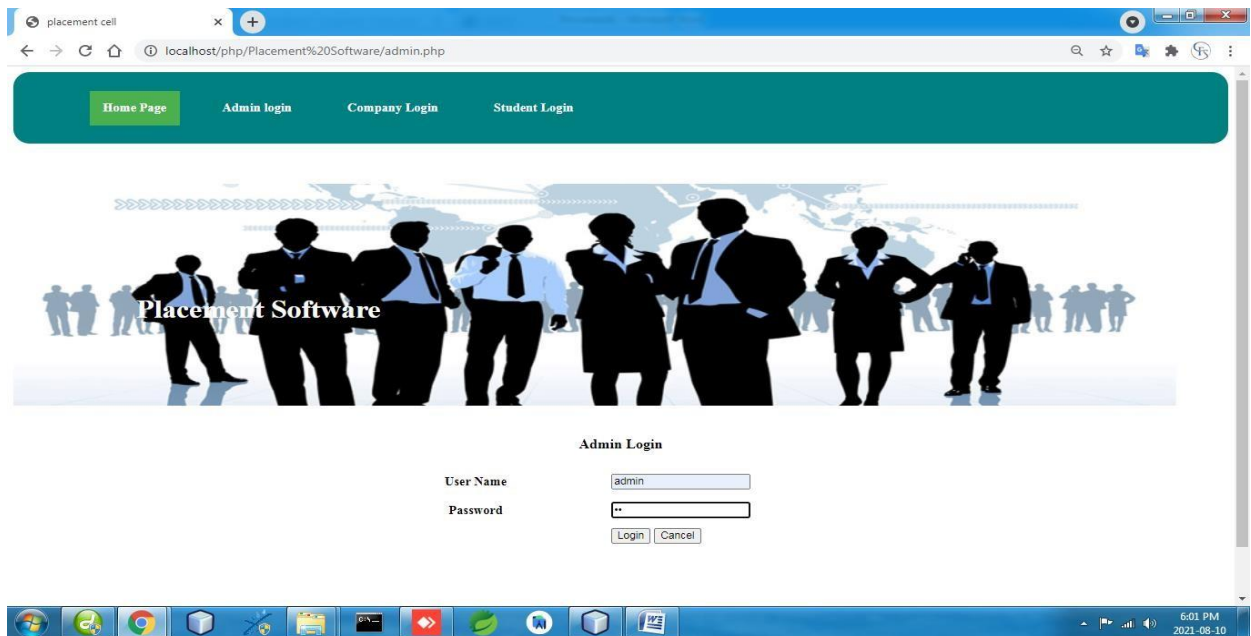 placement cell
localhost/php/Placement%20Software/admin.php
Home Page Admin login Company Login Student Login
Placement Software
Admin Login
User Name admin
Password ••
Login Cancel
6:01 PM
2021-08-10